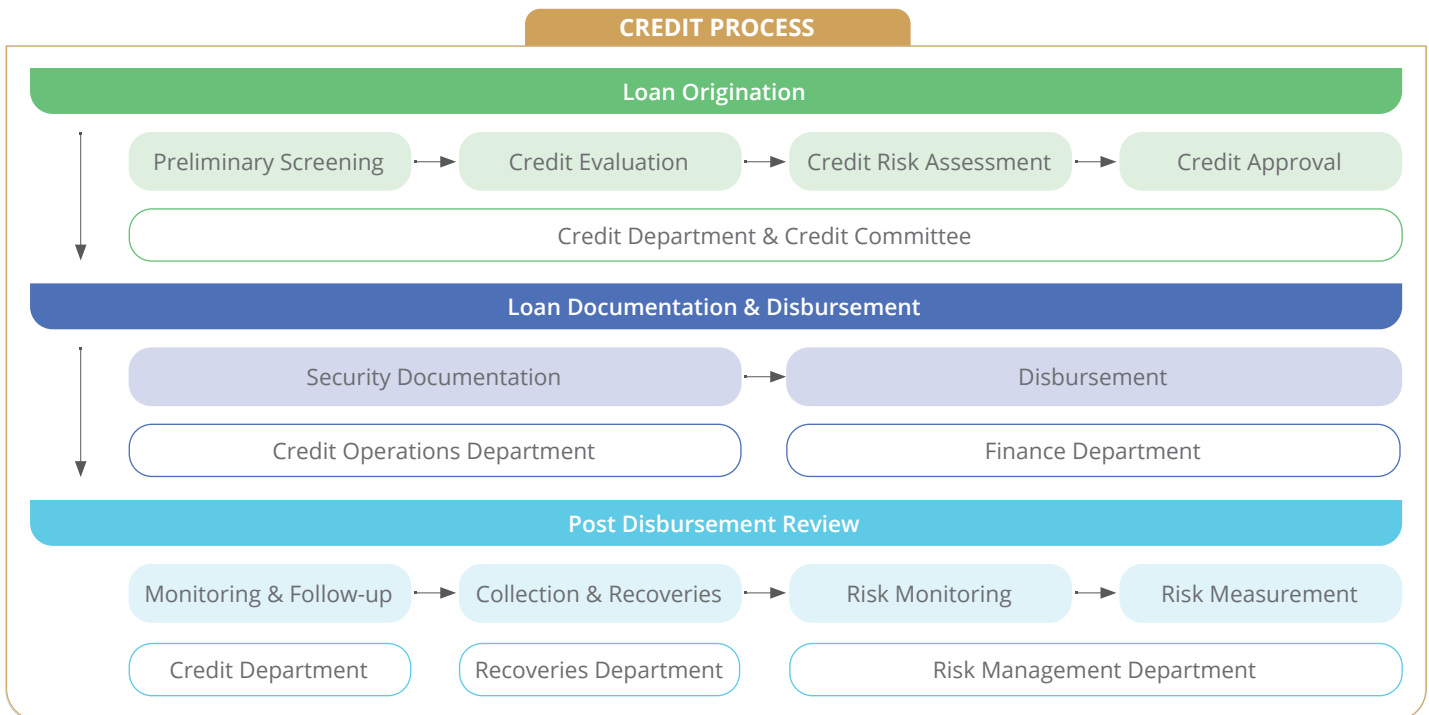 CREDIT PROCESS
Loan Origination
Preliminary Screening
Credit Evaluation
Credit Risk Assessment
Credit Approval
Credit Department & Credit Committee
Loan Documentation & Disbursement
Security Documentation
Disbursement
Credit Operations Department
Finance Department
Post Disbursement Review
Monitoring & Follow-up
Collection & Recoveries
Risk Monitoring
Risk Measurement
Credit Department
Recoveries Department
Risk Management Department